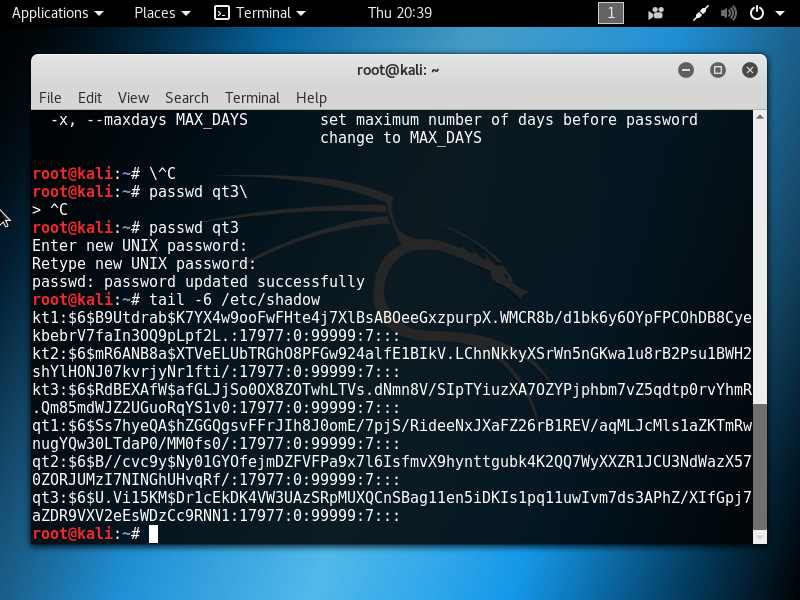 Applications Places Terminal Thu 20:39 1
root@kali: ~
File Edit View Search Terminal Help
-x, --maxdays MAX_DAYS set maximum number of days before password
change to MAX_DAYS
root@kali:~# \^C
root@kali:~# passwd qt3\
> ^C
root@kali:~# passwd qt3
Enter new UNIX password:
Retype new UNIX password:
passwd: password updated successfully
root@kali:~# tail -6 /etc/shadow
kt1:$6$B9Utdrab$K7YX4w9ooFwFHte4j7XlBsABOeeGxzpurpX.WMCR8b/d1bk6y6OYpFPCOhDB8Cye
kbebrV7faIn3OQ9pLpf2L.:17977:0:99999:7:::
kt2:$6$mR6ANB8a$XTVeELUbTRGhO8PFGw924alfE1BIkV.LChnNkkyXSrWn5nGKwa1u8rB2Psu1BWH2
shYlHONJ07kvrjyNr1fti/:17977:0:99999:7:::
kt3:$6$RdBEXAfW$afGLJjSo0OX8ZOTwhLTVs.dNmn8V/SIpTYiuzXA7OZYPjphbm7vZ5qdtp0rvYhmR
.Qm85mdWJZ2UGuoRqYS1v0:17977:0:99999:7:::
qt1:$6$Ss7hyeQA$hZGGQgsvFFrJIh8J0omE/7pjS/RideeNxJXaFZ26rB1REV/aqMLJcMls1aZKTmRw
nugYQw30LTdaP0/MM0fs0/:17977:0:99999:7:::
qt2:$6$B//cvc9y$Ny01GYOfejmDZFVFPa9x7l6IsfmvX9hynttgubk4K2QQ7WyXXZR1JCU3NdWazX57
0ZORJUMzI7NINGhUHvqRf/:17977:0:99999:7:::
qt3:$6$U.Vi15KM$Dr1cEkDK4VW3UAzSRpMUXQCnSBag11en5iDKIs1pq11uwIvm7ds3APhZ/XIfGpj7
aZDR9VXV2eEsWDzCc9RNN1:17977:0:99999:7:::
root@kali:~#